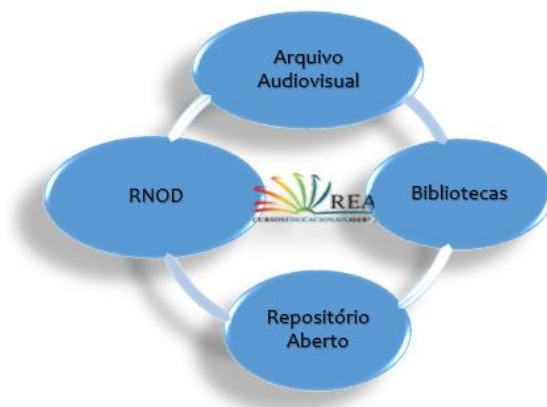 Arquivo
Audiovisual
RNOD
REA
Bibliotecas
Repositório
Aberto